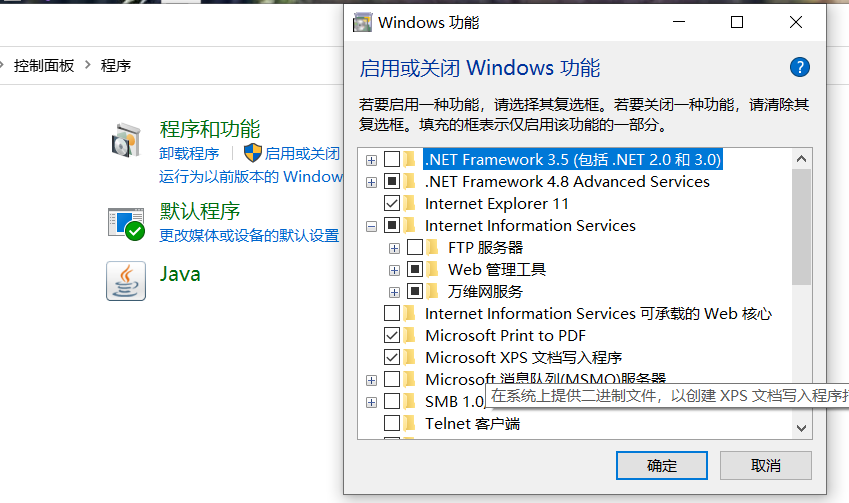 Windows 功能
控制面板 > 程序
程序和功能
卸载程序 启用或关闭
运行为以前版本的 Window
默认程序
更改媒体或设备的默认设置
Java
启用或关闭 Windows 功能
?
若要启用一种功能，请选择其复选框。若要关闭一种功能，请清除其
复选框。填充的框表示仅启用该功能的一部分。
.NET Framework 3.5 (包括 .NET 2.0 和 3.0)
.NET Framework 4.8 Advanced Services
Internet Explorer 11
Internet Information Services
FTP 服务器
Web 管理工具
万维网服务
Internet Information Services 可承载的 Web 核心
Microsoft Print to PDF
Microsoft XPS 文档写入程序
Microsoft 消息队列(MSMQ)服务器
SMB 1.0
在系统上提供二进制文件，以创建 XPS 文档写入程序
Telnet 客户端
确定 取消